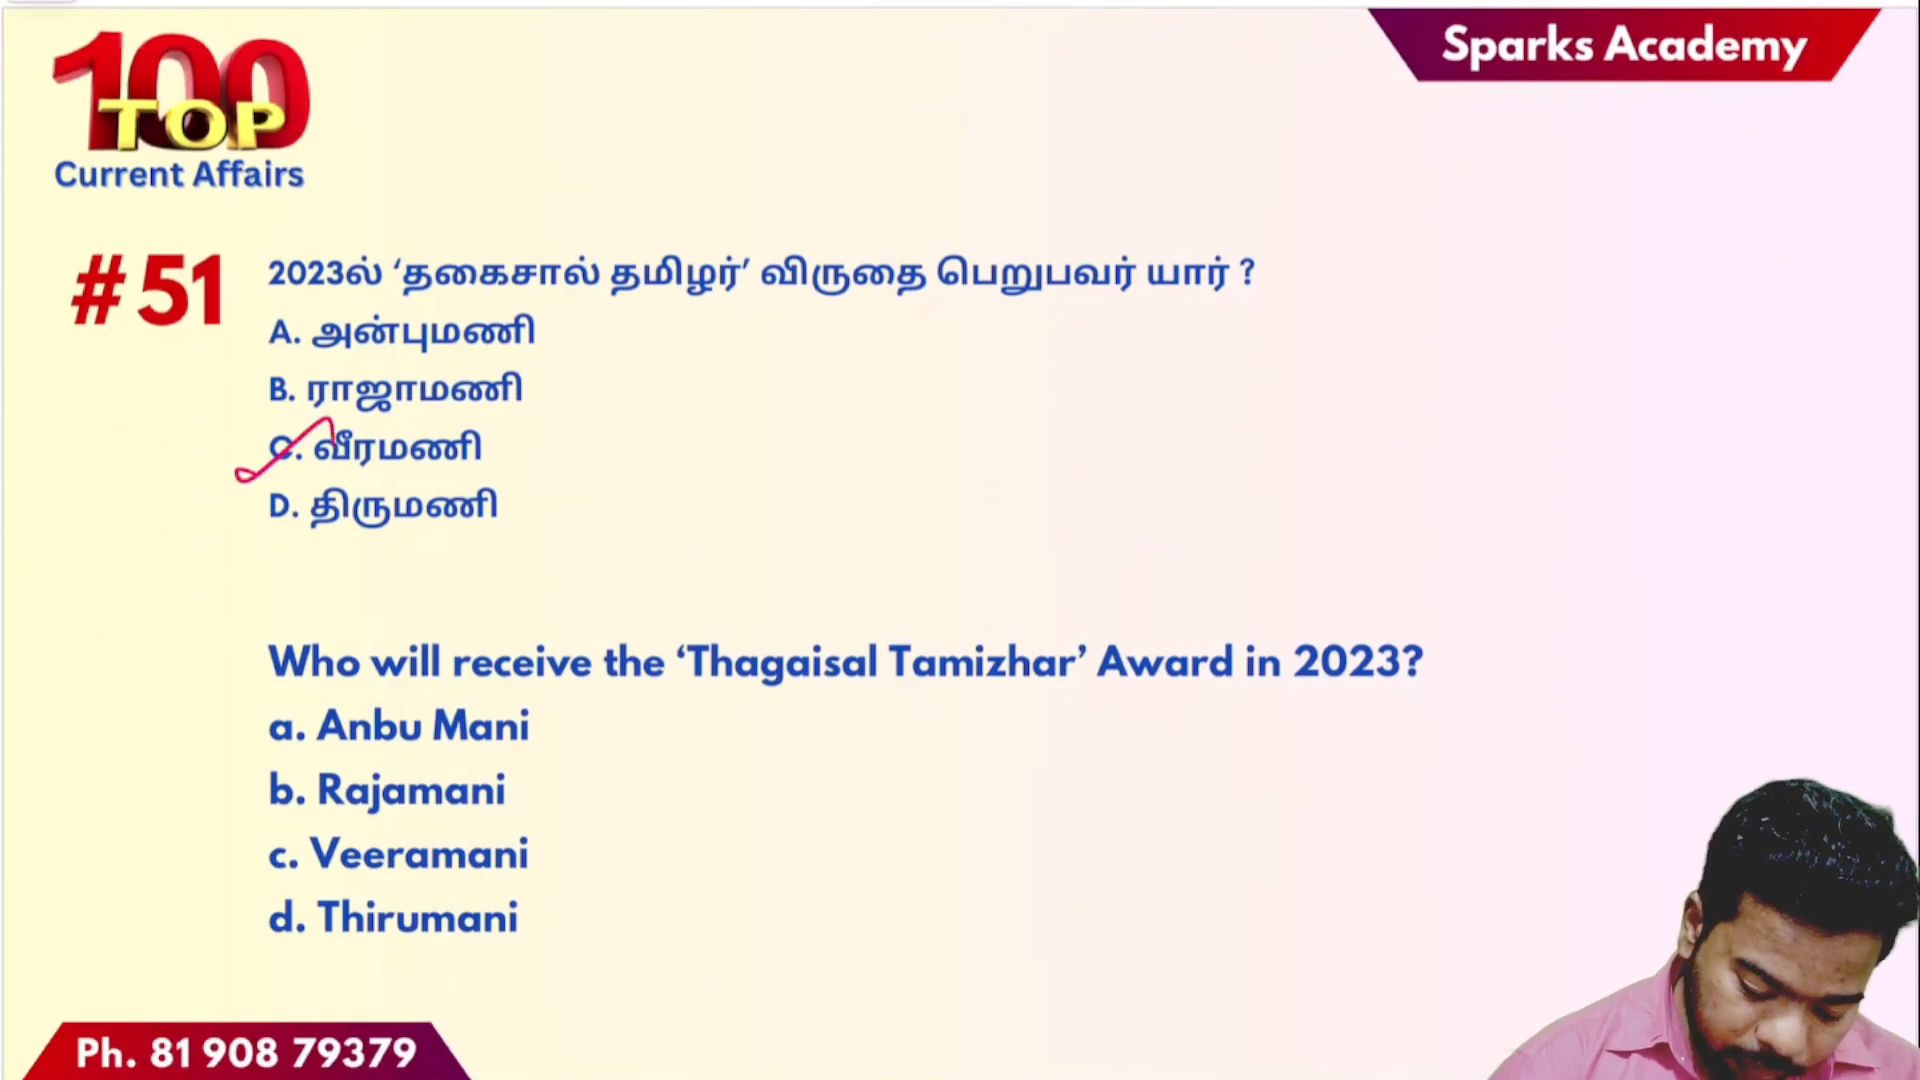 100
TOP
Current Affairs
Sparks Academy
#51
2023ல் ‘தகைசால் தமிழர்’ விருதை பெறுபவர் யார் ?
A. அன்புமணி
B. ராஜாமணி
C. வீரமணி
D. திருமணி
Who will receive the ‘Thagaisal Tamizhar’ Award in 2023?
a. Anbu Mani
b. Rajamani
c. Veeramani
d. Thirumani
Ph. 81 908 79379